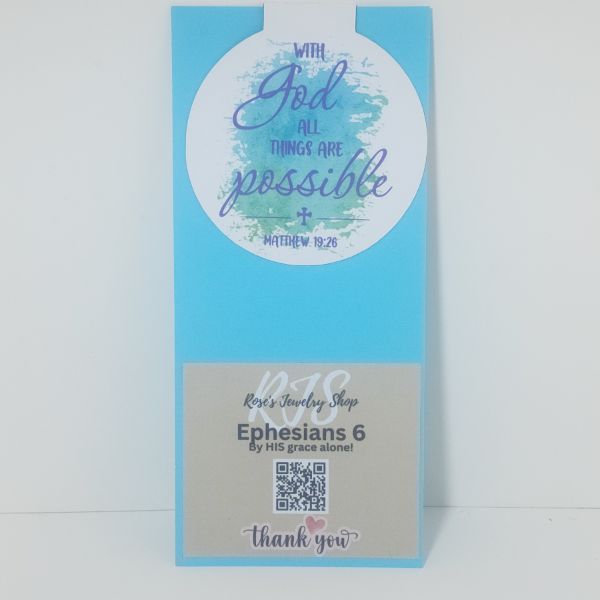 WITH
God
ALL
THINGS ARE
possible
MATTHEW 19:26
RJS
Rose's Jewelry Shop
Ephesians 6
By HIS grace alone!
thank you